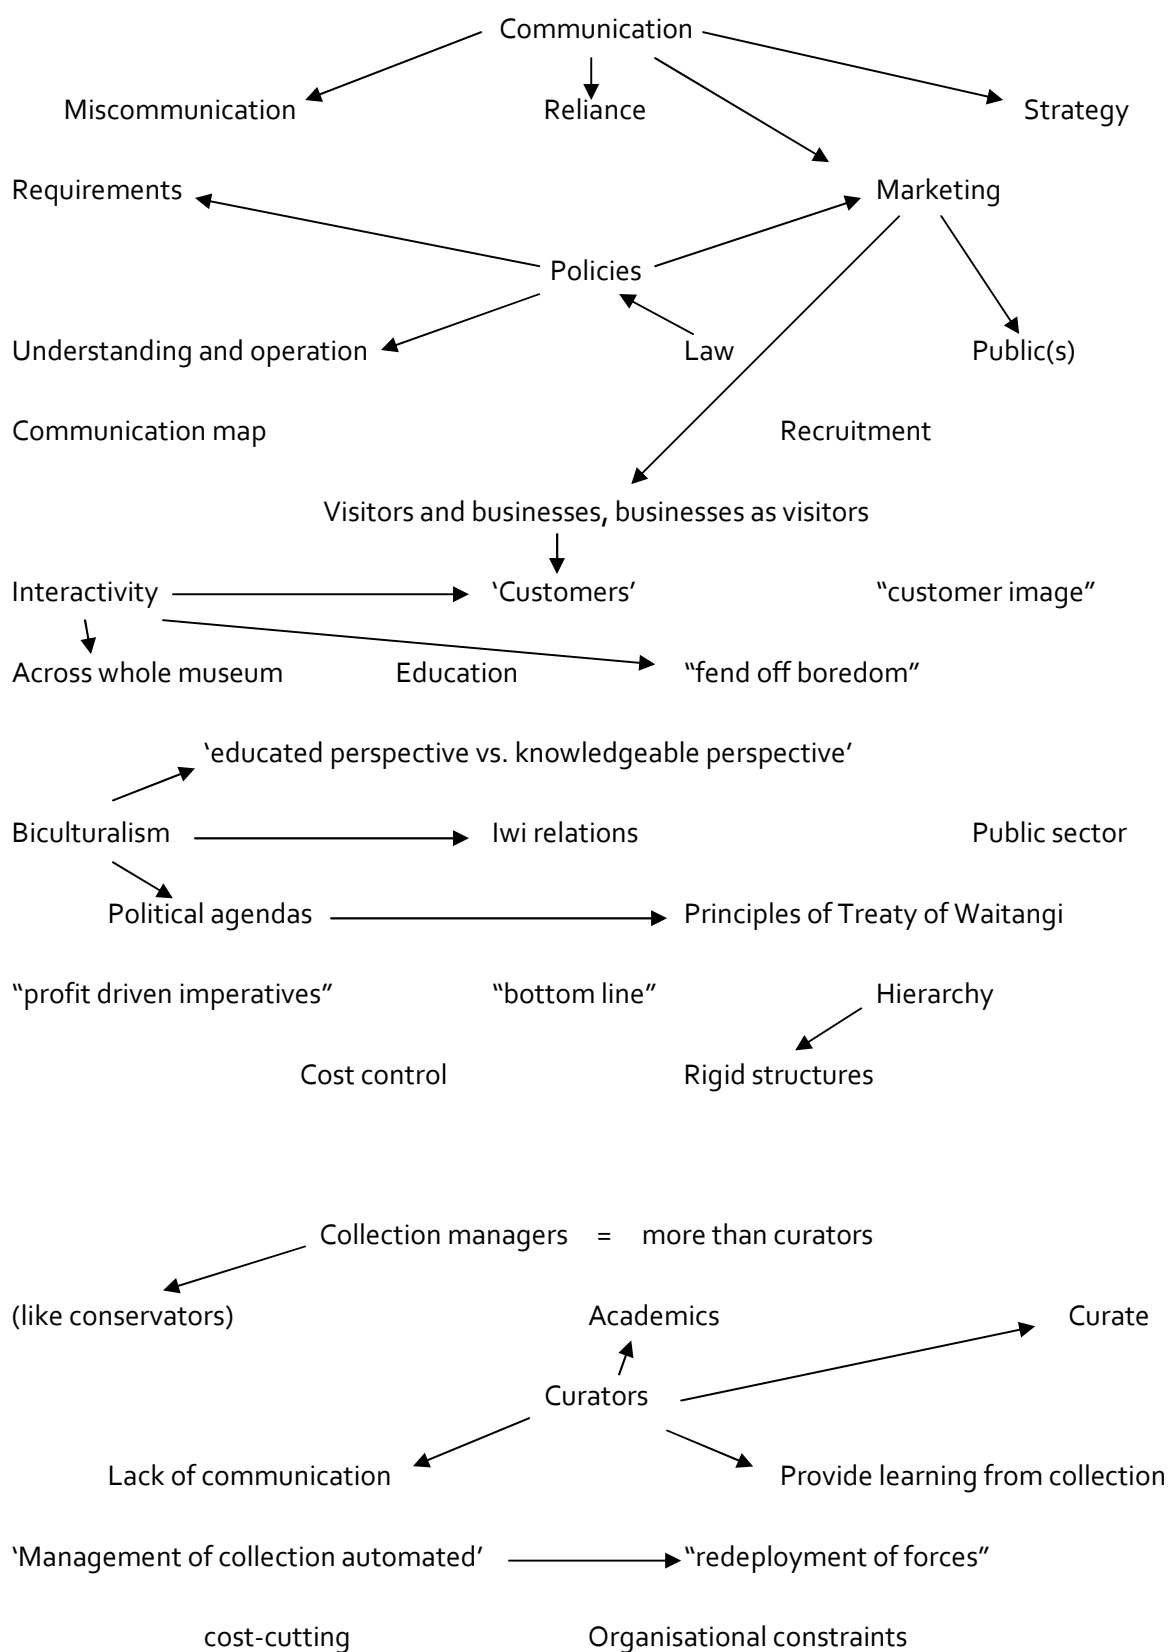 Communication
Miscommunication Reliance Strategy
Requirements Marketing
Policies
Understanding and operation Law Public(s)
Communication map Recruitment
Visitors and businesses, businesses as visitors
Interactivity ‘Customers’ “customer image”
Across whole museum Education “fend off boredom”
‘educated perspective vs. knowledgeable perspective’
Biculturalism Iwi relations Public sector
Political agendas Principles of Treaty of Waitangi
“profit driven imperatives” “bottom line” Hierarchy
Cost control Rigid structures
Collection managers = more than curators
(like conservators) Academics Curate
Curators
Lack of communication Provide learning from collection
‘Management of collection automated’ “redeployment of forces”
cost-cutting Organisational constraints